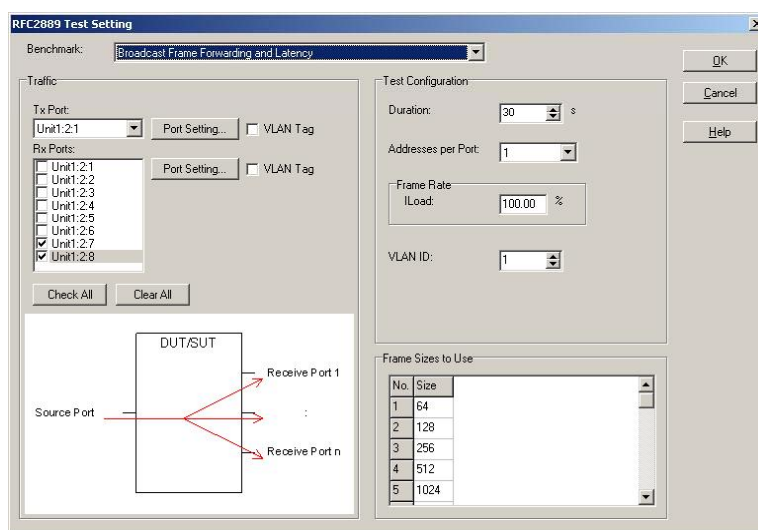 RFC2889 Test Setting
Benchmark: Broadcast Frame Forwarding and Latency
OK
Cancel
Help
Traffic
Tx Port:
Unit1:2:1 Port Setting... VLAN Tag
Rx Ports:
Unit1:2:1 Port Setting... VLAN Tag
Unit1:2:2
Unit1:2:3
Unit1:2:4
Unit1:2:5
Unit1:2:6
Unit1:2:7
Unit1:2:8
Check All Clear All
DUT/SUT
Source Port
Receive Port 1
:
Receive Port n
Test Configuration
Duration: 30 s
Addresses per Port: 1
Frame Rate
ILoad: 100.00 %
VLAN ID: 1
Frame Sizes to Use
No. Size
1 64
2 128
3 256
4 512
5 1024